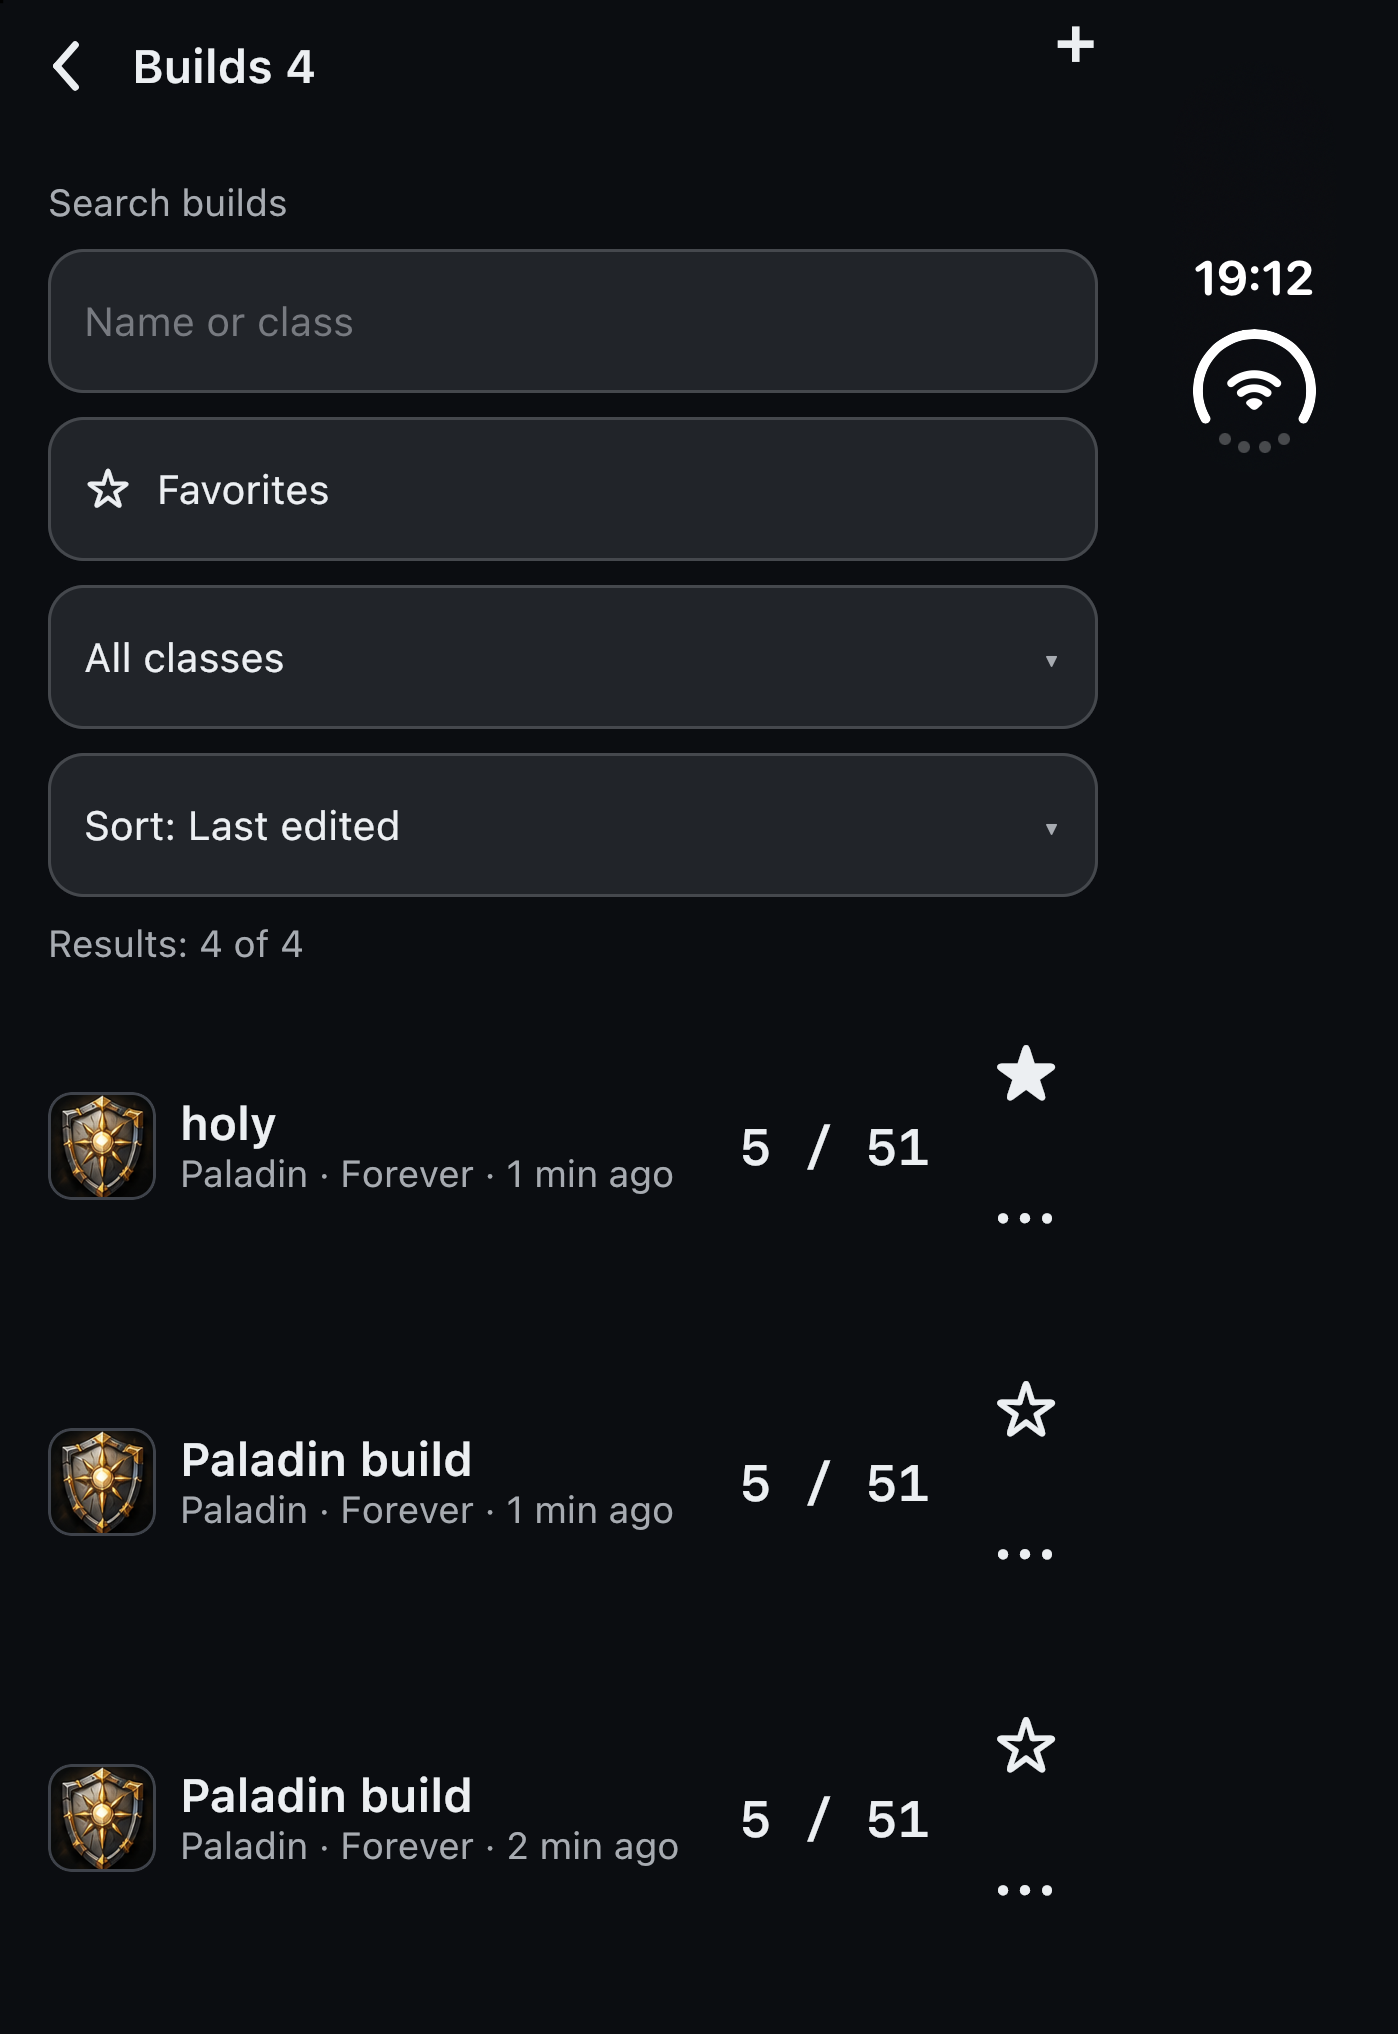 Builds 4
+
Search builds
Name or class
19:12
Favorites
All classes
Sort: Last edited
Results: 4 of 4
holy
Paladin · Forever · 1 min ago
5 / 51
Paladin build
Paladin · Forever · 1 min ago
5 / 51
Paladin build
Paladin · Forever · 2 min ago
5 / 51